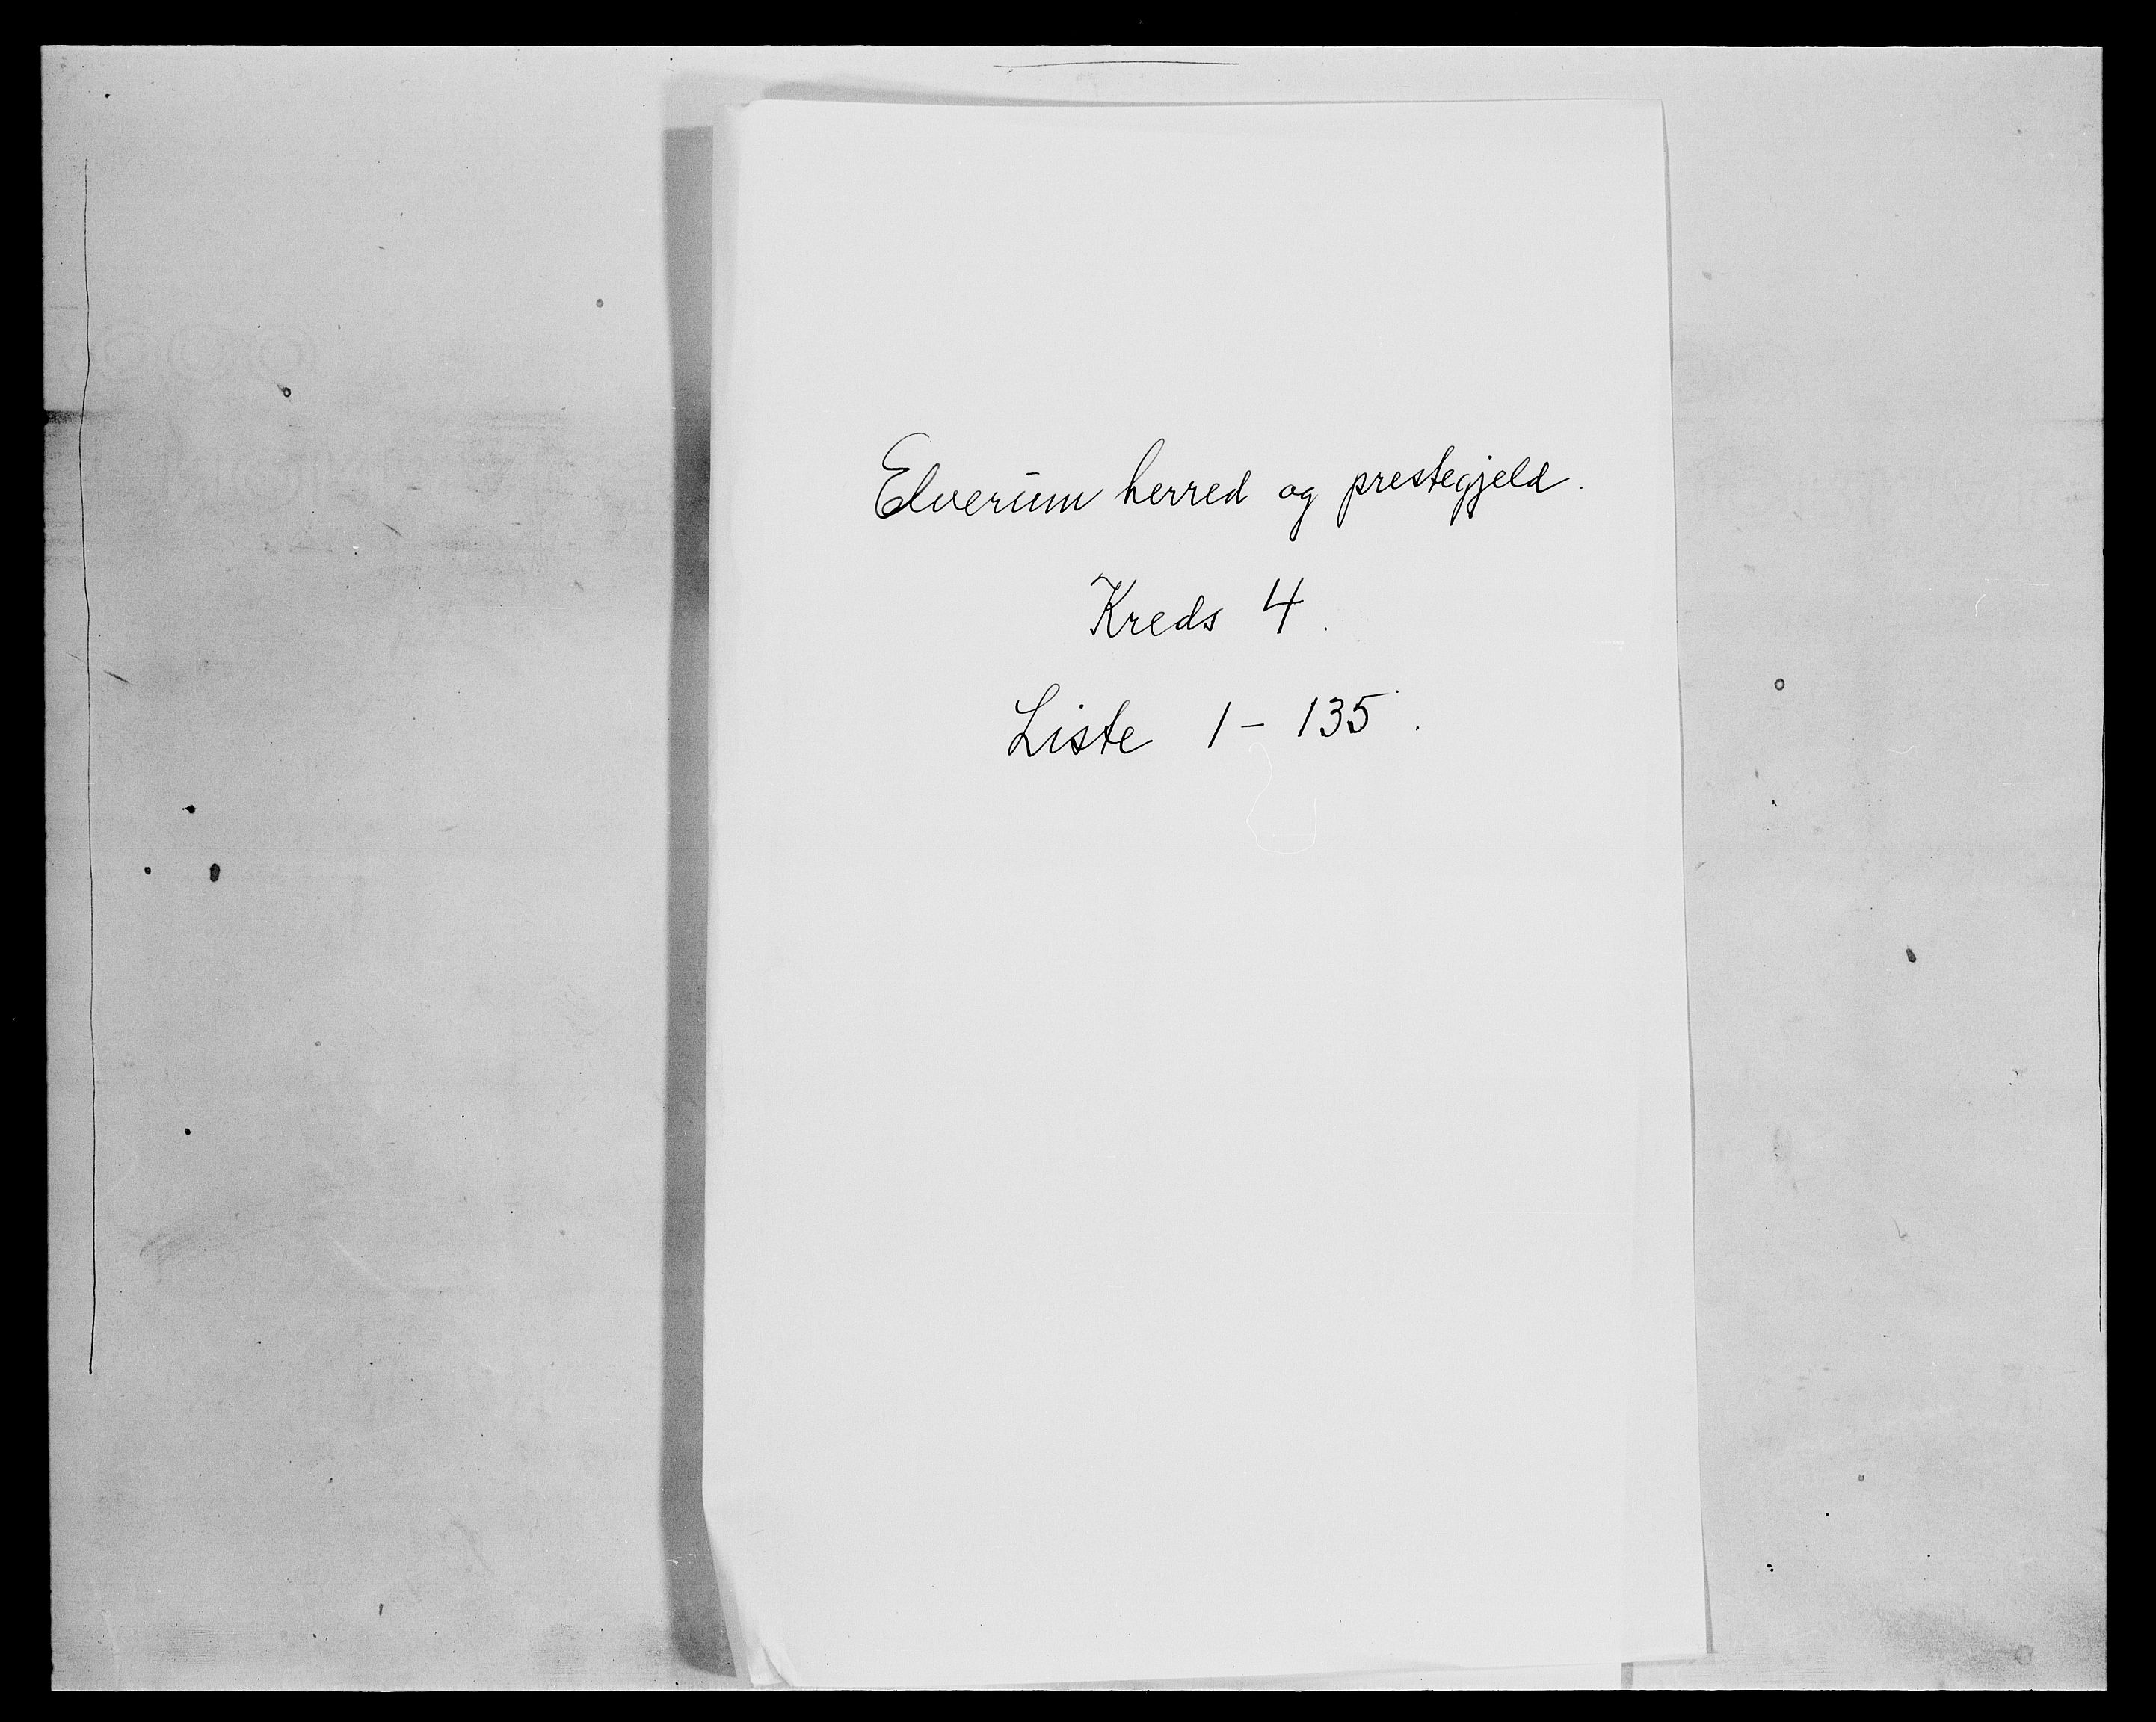 Elverum herred og prestegjeld.
Kreds 4.
Liste 1 - 135.